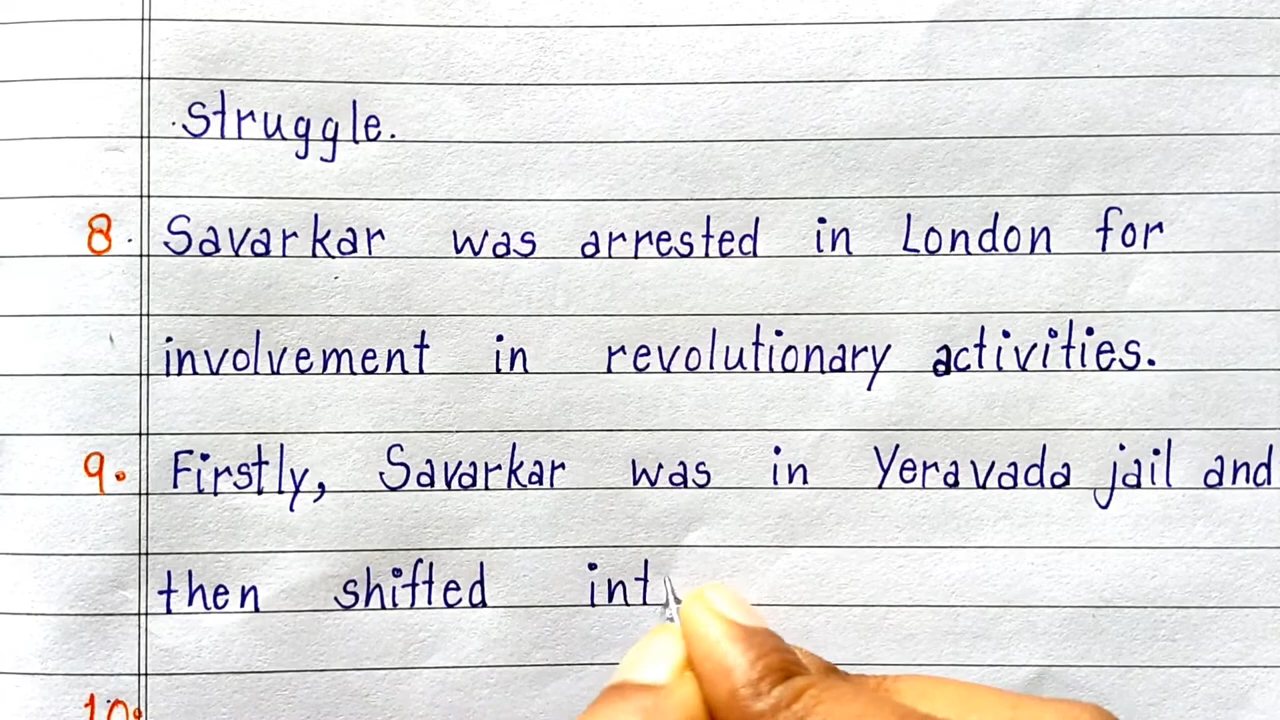 struggle.
8. Savarkar was arrested in London for
involvement in revolutionary activities.
9. Firstly, Savarkar was in Yeravada jail and
then shifted int
10.